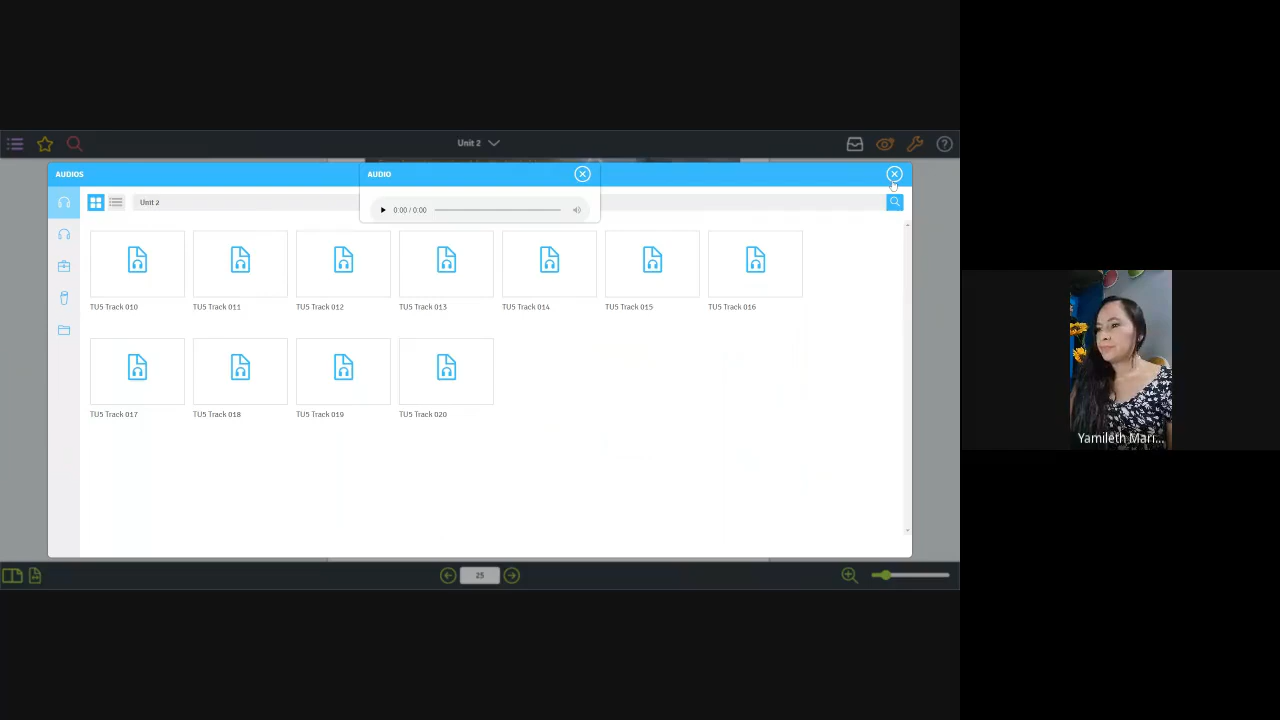 Unit 2
AUDIOS
AUDIO
Unit 2
0:00 / 0:00
TU5 Track 010
TU5 Track 011
TU5 Track 012
TU5 Track 013
TU5 Track 014
TU5 Track 015
TU5 Track 016
TU5 Track 017
TU5 Track 018
TU5 Track 019
TU5 Track 020
25
Yamileth Mari...